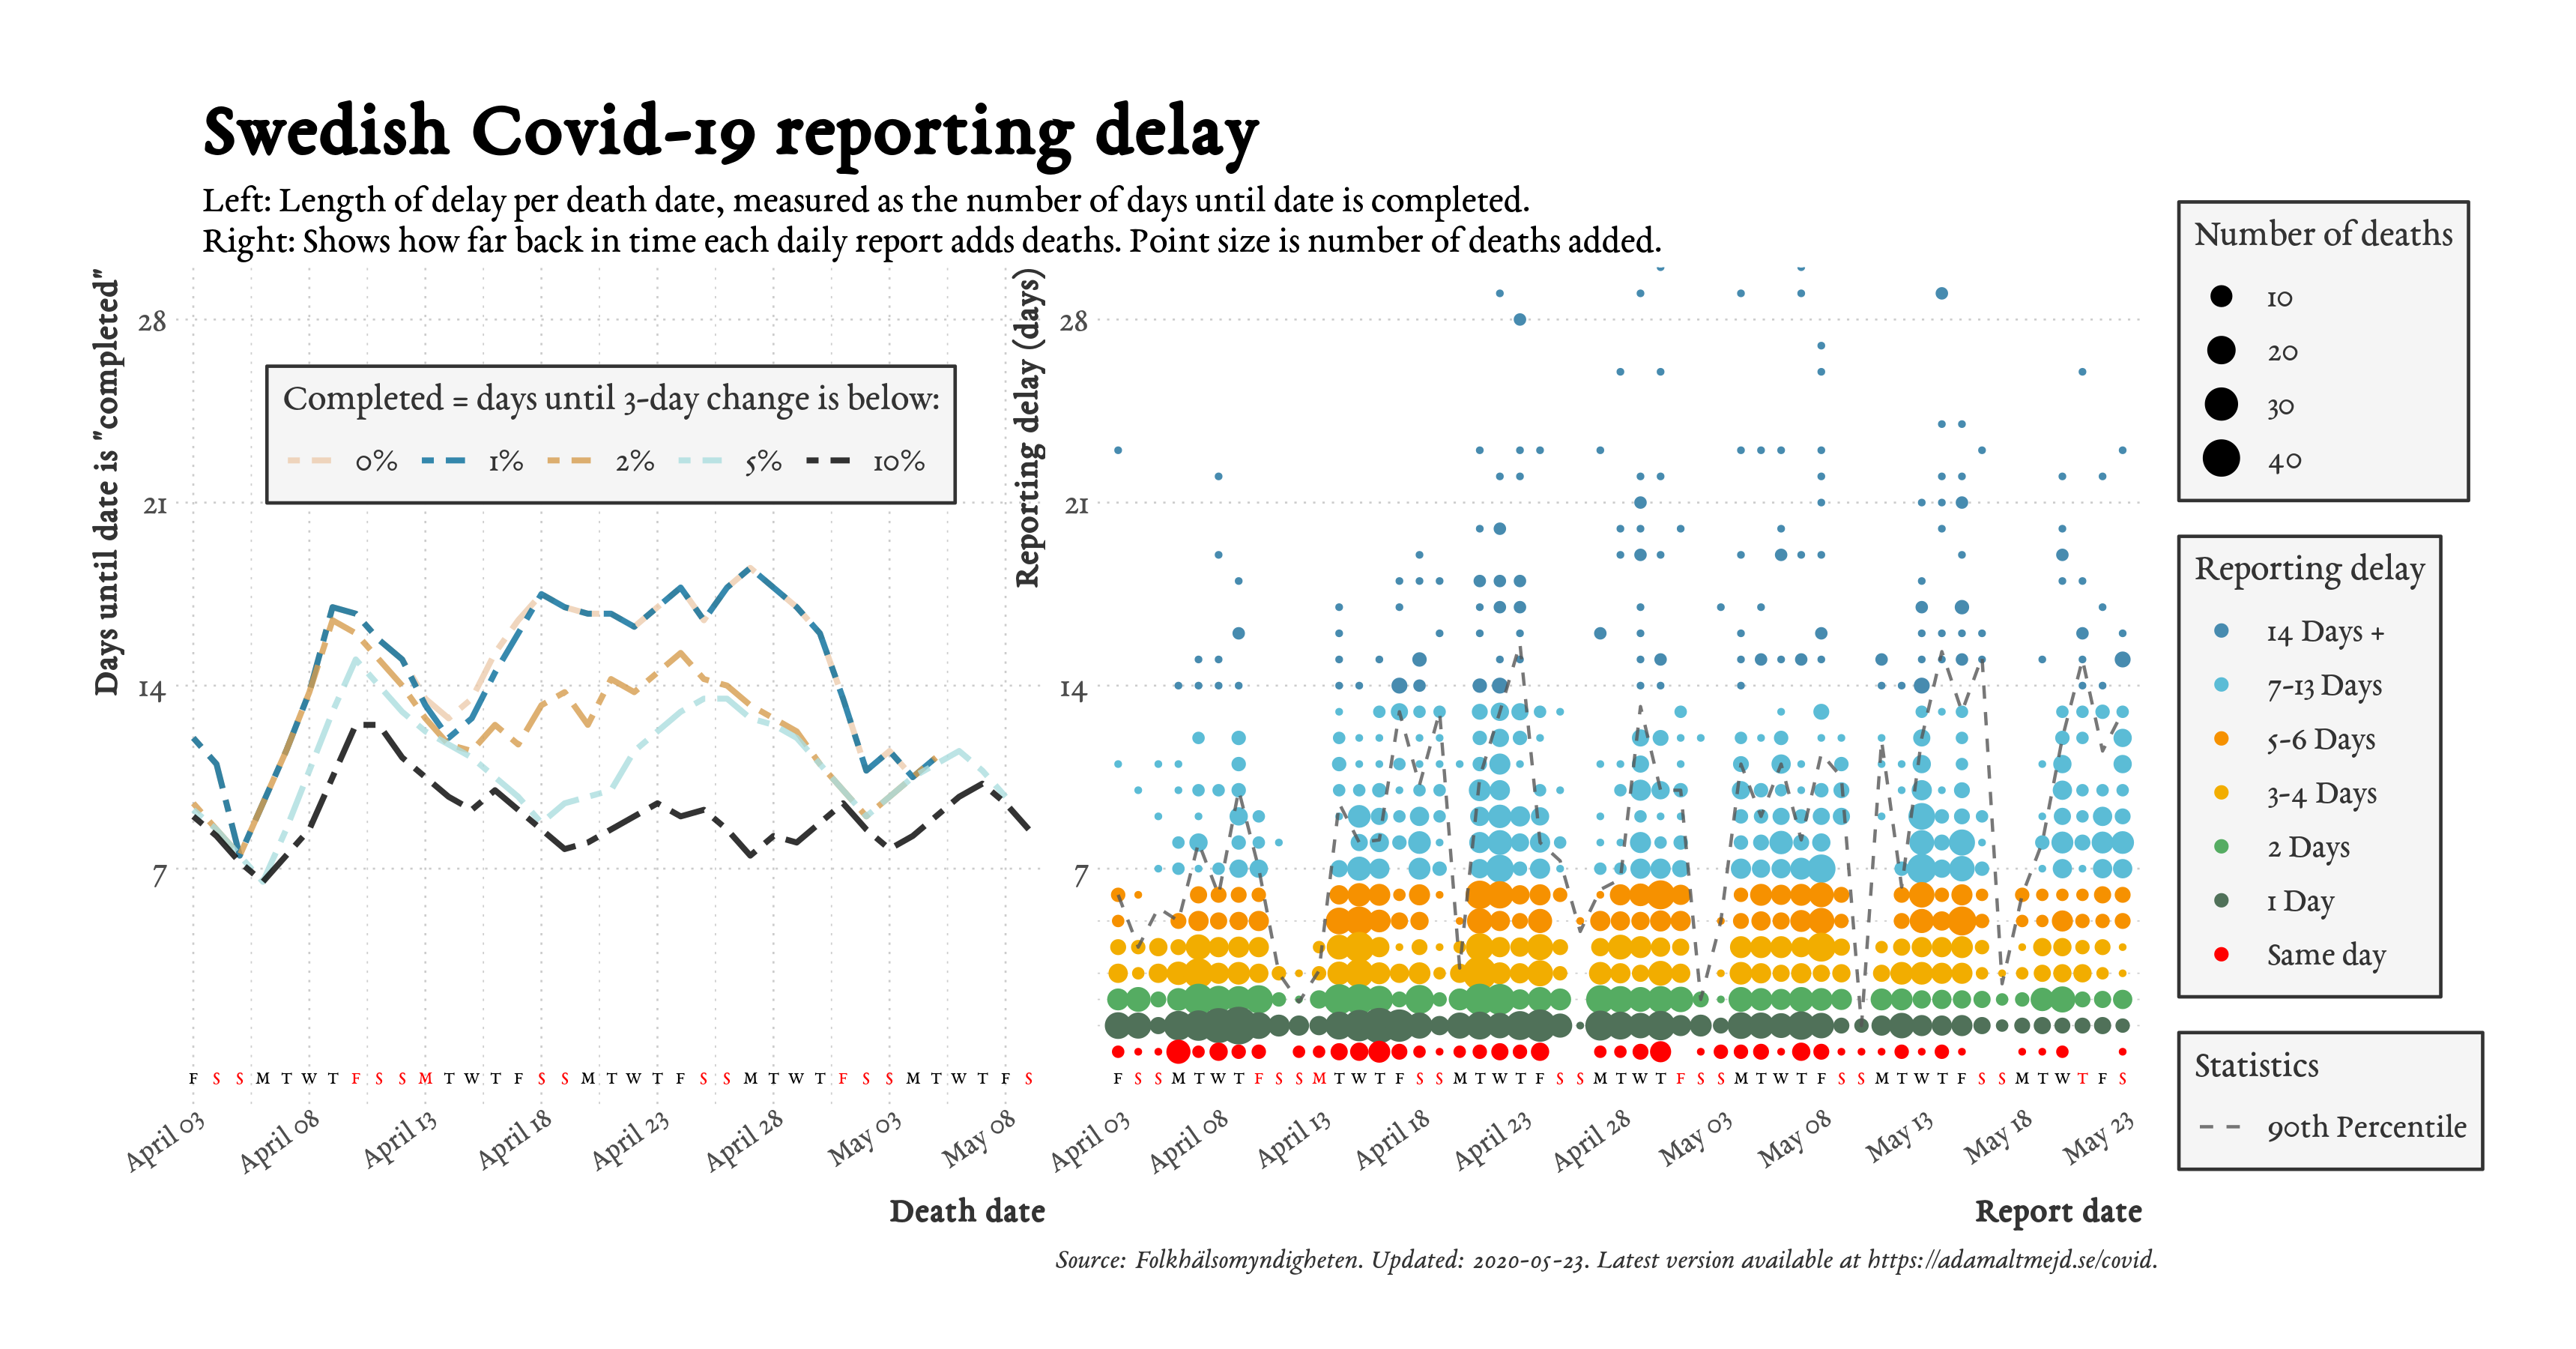 Swedish Covid-19 reporting delay
Left: Length of delay per death date, measured as the number of days until date is completed.
Right: Shows how far back in time each daily report adds deaths. Point size is number of deaths added.
Days until date is "completed"
28
21
14
7
Completed = days until 3-day change is below:
0% 1% 2% 5% 10%
F S S M T W T F S S M T W T F S S M T W T F S S M T W T F S S M T W T F S
April 03 April 08 April 13 April 18 April 23 April 28 May 03 May 08
Death date
Reporting delay (days)
28
21
14
7
F S S M T W T F S S M T W T F S S M T W T F S S M T W T F S S M T W T F S S M T W T F S S M T W T F S
April 03 April 08 April 13 April 18 April 23 April 28 May 03 May 08 May 13 May 18 May 23
Report date
Number of deaths
10
20
30
40
Reporting delay
14 Days +
7-13 Days
5-6 Days
3-4 Days
2 Days
1 Day
Same day
Statistics
90th Percentile
Source: Folkhälsomyndigheten. Updated: 2020-05-23. Latest version available at https://adamaltmejd.se/covid.